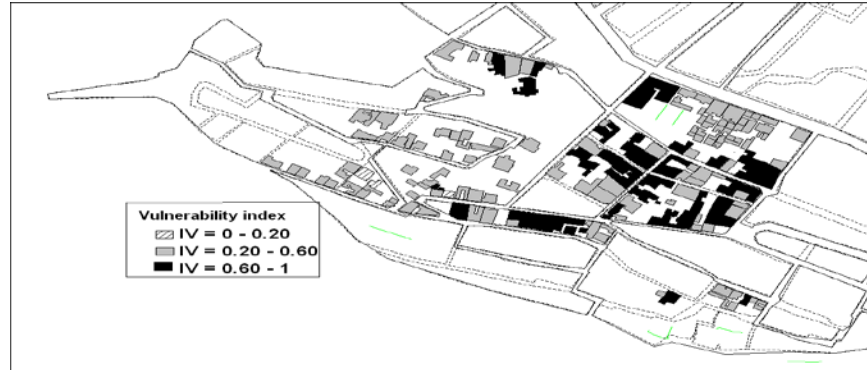 Vulnerability index
IV = 0 - 0.20
IV = 0.20 - 0.60
IV = 0.60 - 1